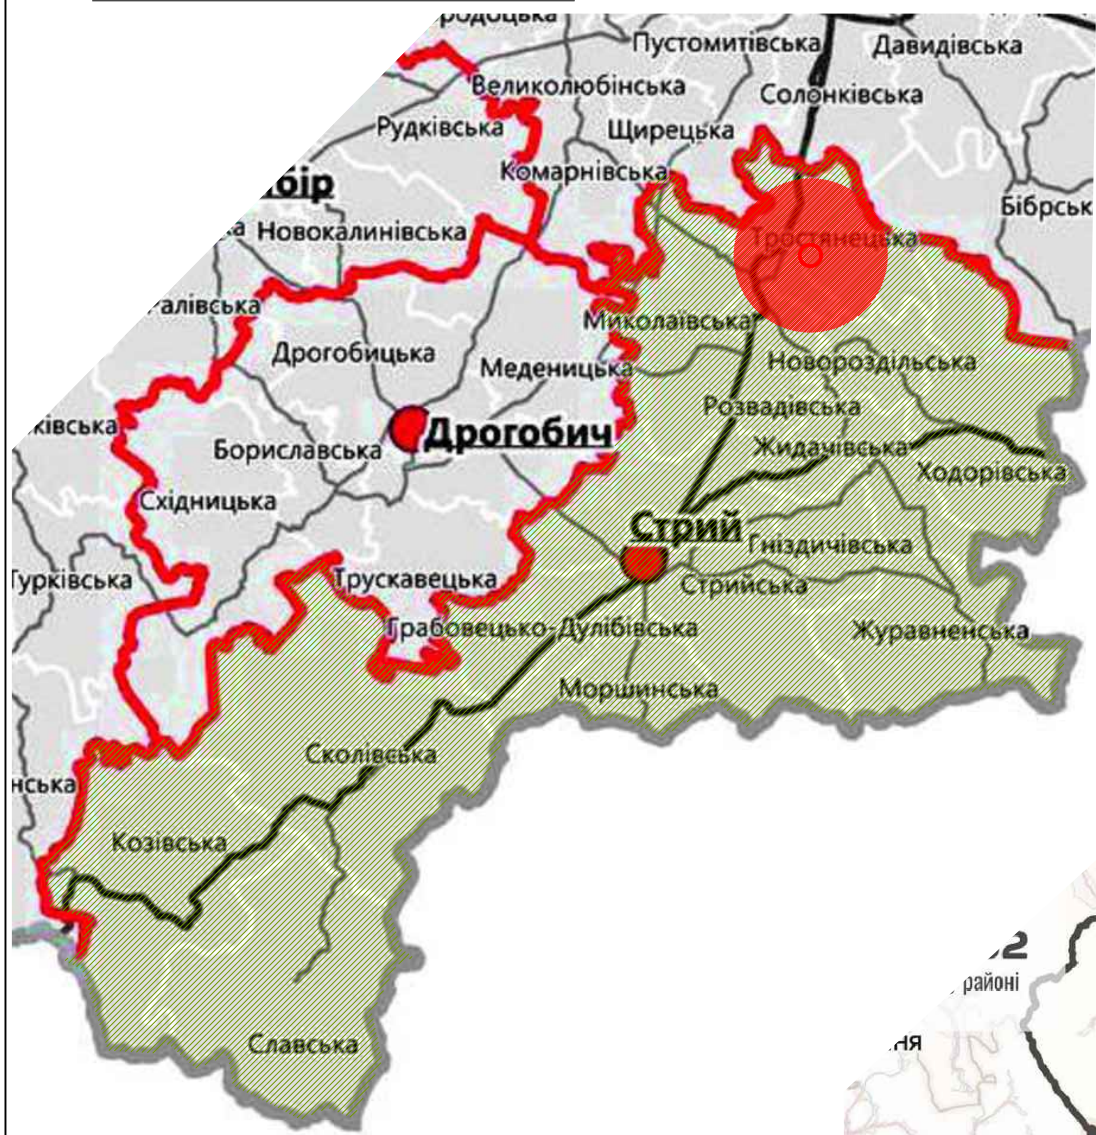 Пустомитівська
Давидівська
Великолюбінська
Солонківська
Рудківська
Щирецька
Комарнівська
Новокалинівська
Тростянецька
Миколаївська
Дрогобицька
Меденицька
Новороздільська
Розвадівська
Дрогобич
Бориславська
Жидачівська
Ходорівська
Східницька
Стрий
Гніздичівська
Турківська
Трускавецька
Стрийська
Грабовецько-Дулібівська
Журавненська
Моршинська
Сколівська
Козівська
районі
Славська